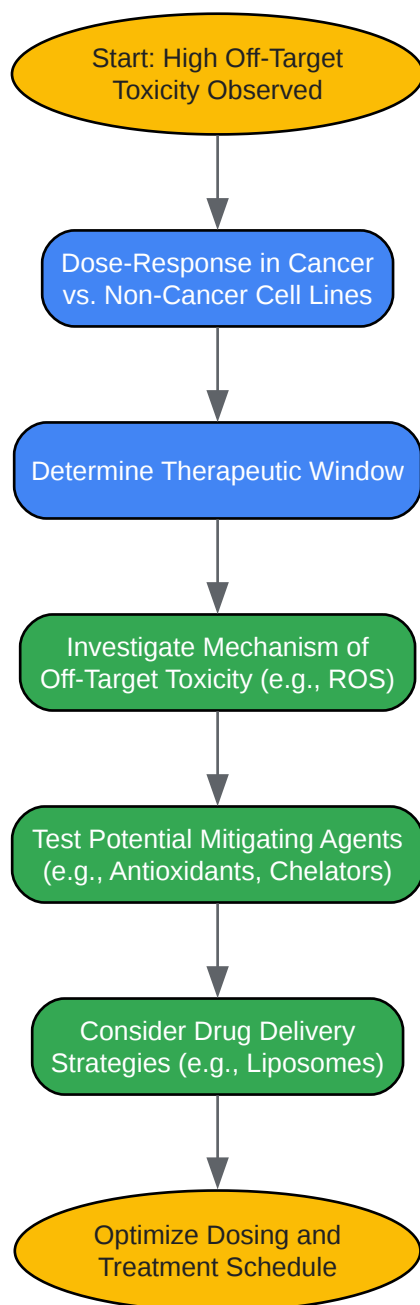 Start: High Off-Target
Toxicity Observed
Dose-Response in Cancer
vs. Non-Cancer Cell Lines
Determine Therapeutic Window
Investigate Mechanism of
Off-Target Toxicity (e.g., ROS)
Test Potential Mitigating Agents
(e.g., Antioxidants, Chelators)
Consider Drug Delivery
Strategies (e.g., Liposomes)
Optimize Dosing and
Treatment Schedule